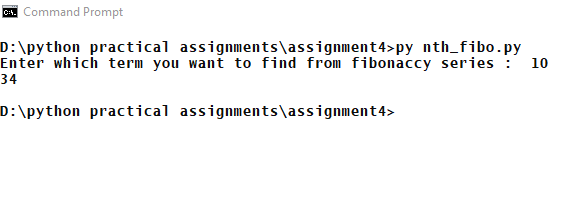 Command Prompt
D:\python practical assignments\assignment4>py nth_fibo.py
Enter which term you want to find from fibonaccy series :  10
34
D:\python practical assignments\assignment4>